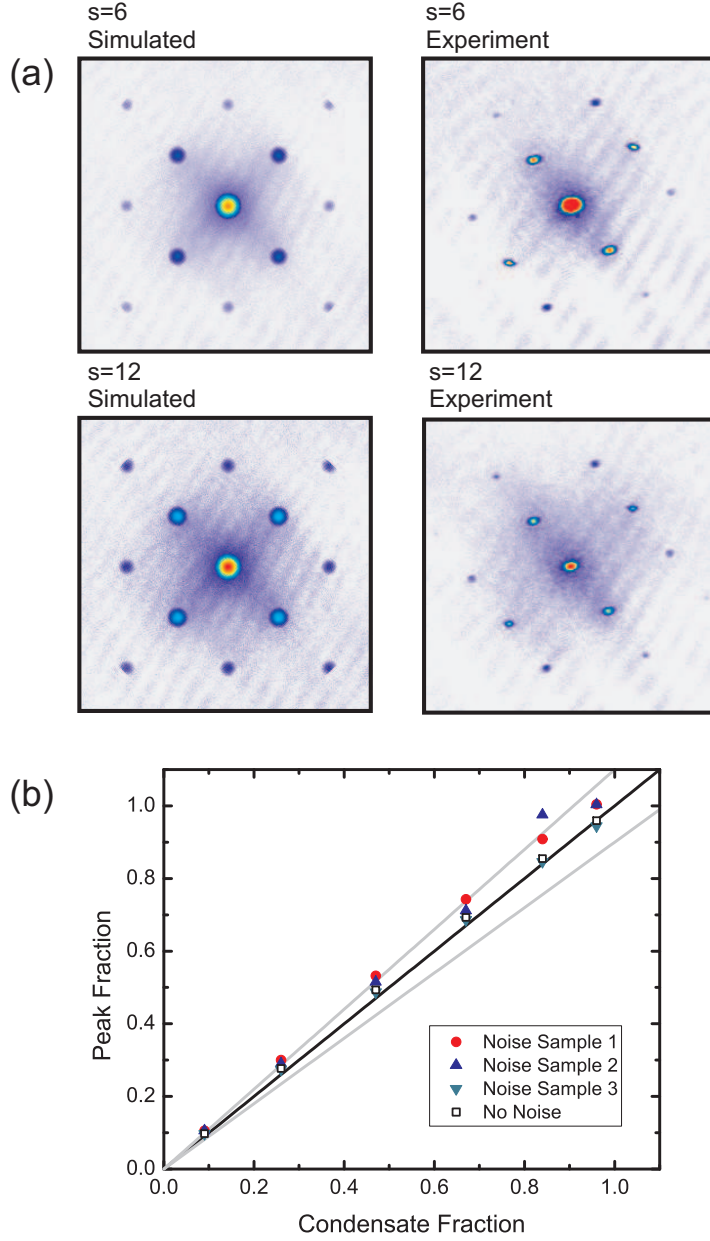 (a)
s=6
Simulated
s=6
Experiment
s=12
Simulated
s=12
Experiment
(b)
Peak Fraction
1.0
0.8
0.6
0.4
0.2
0.0
0.0 0.2 0.4 0.6 0.8 1.0
Condensate Fraction
Noise Sample 1
Noise Sample 2
Noise Sample 3
No Noise